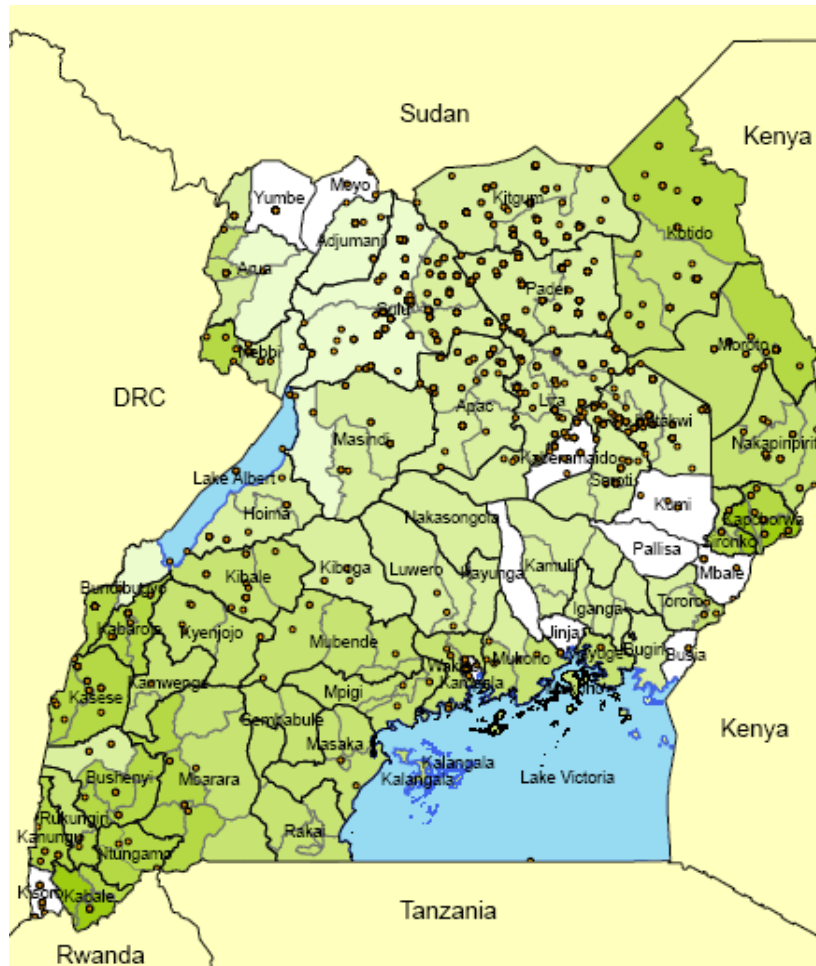 Sudan
Kenya
Yumbe
Moyo
Kitgum
Adjumani
Kotido
Arua
Pader
Gulu
Moroto
Nebbi
DRC
Apac
Lira
Katakwi
Masindi
Nakapiripirit
Kaberamaido
Lake Albert
Soroti
Kumi
Hoima
Nakasongola
Kapchorwa
Sironko
Pallisa
Kiboga
Luwero
Kayunga
Kamuli
Mbale
Bundibugyo
Kibale
Iganga
Tororo
Kabarole
Kyenjojo
Mubende
Jinja
Wakiso
Mukono
Bugiri
Busia
Kasese
Kamwenge
Mpigi
Kampala
Sembabule
Masaka
Kenya
Kalangala
Kalangala
Lake Victoria
Bushenyi
Mbarara
Rukungiri
Kanungu
Rakai
Ntungamo
Kisoro
Kabale
Tanzania
Rwanda